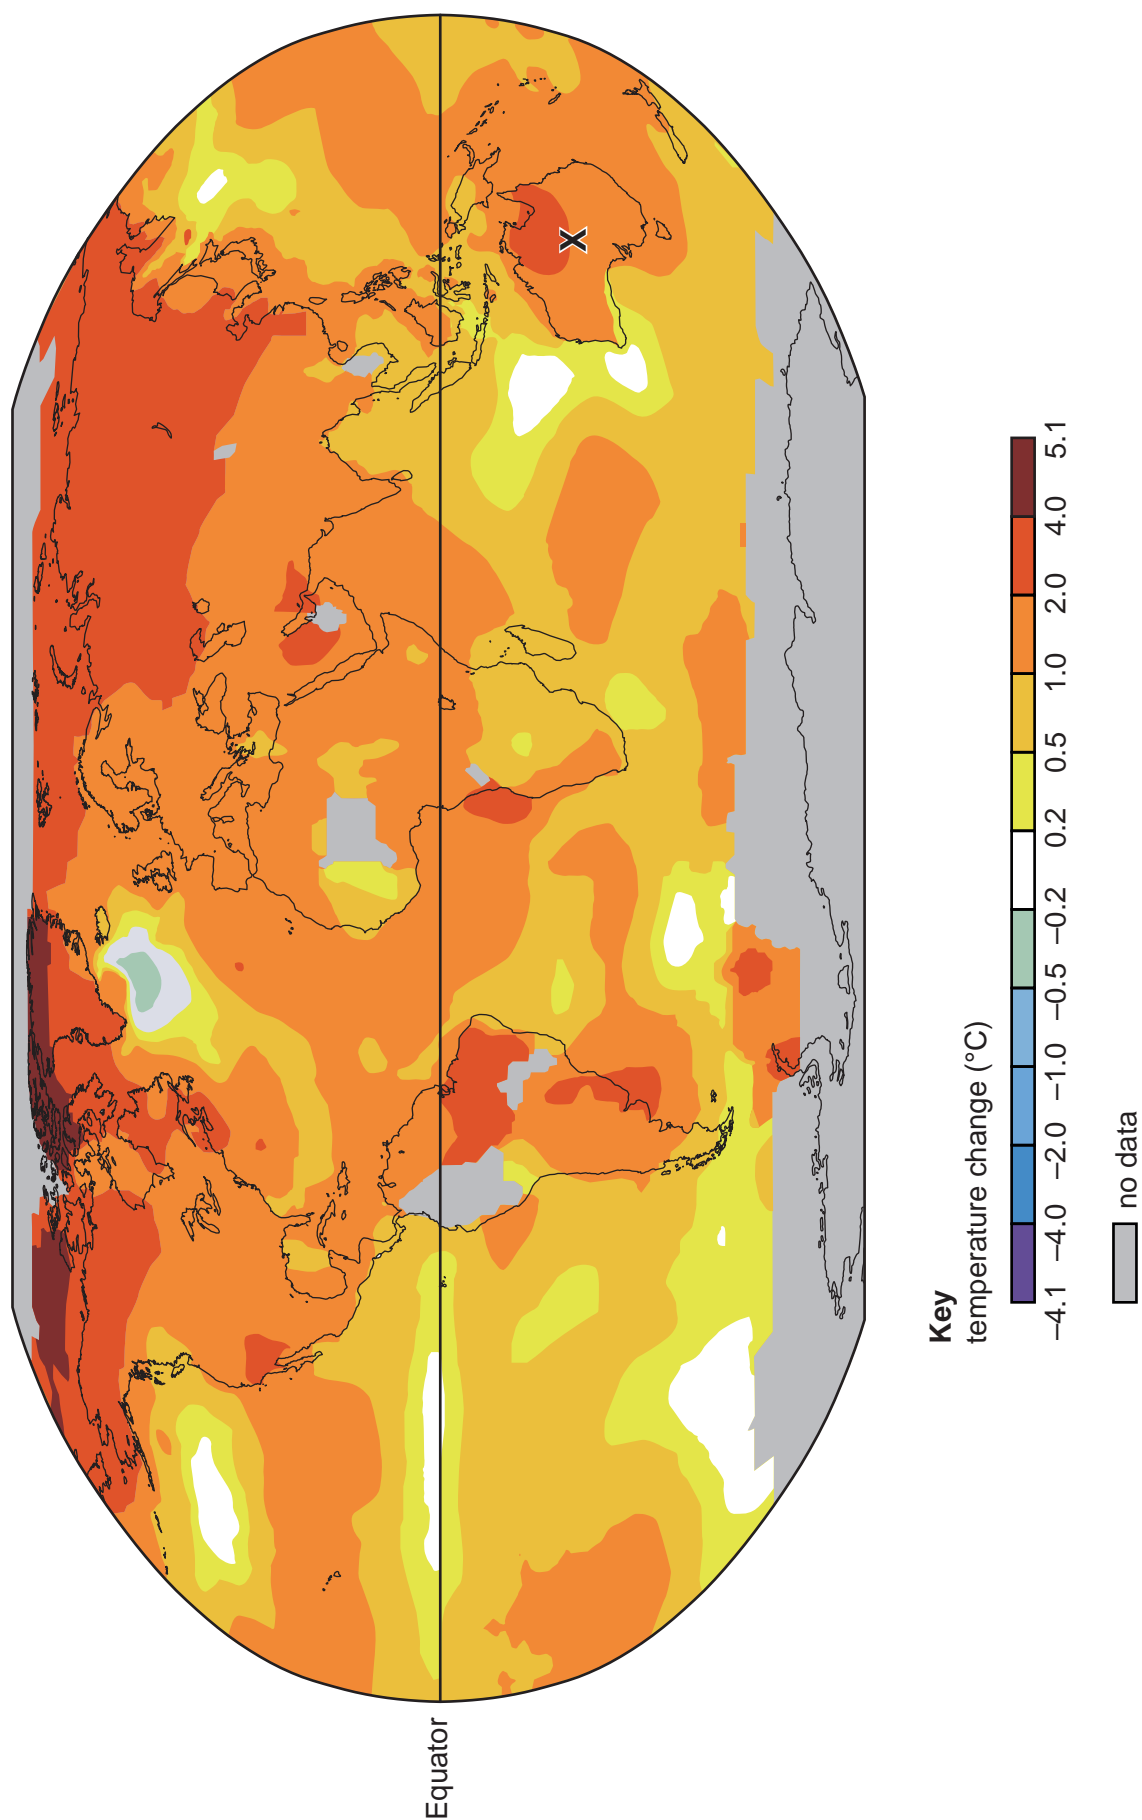 X
Equator
Key
temperature change (°C)
–4.1 –4.0 –2.0 –1.0 –0.5 –0.2 0.2 0.5 1.0 2.0 4.0 5.1
no data